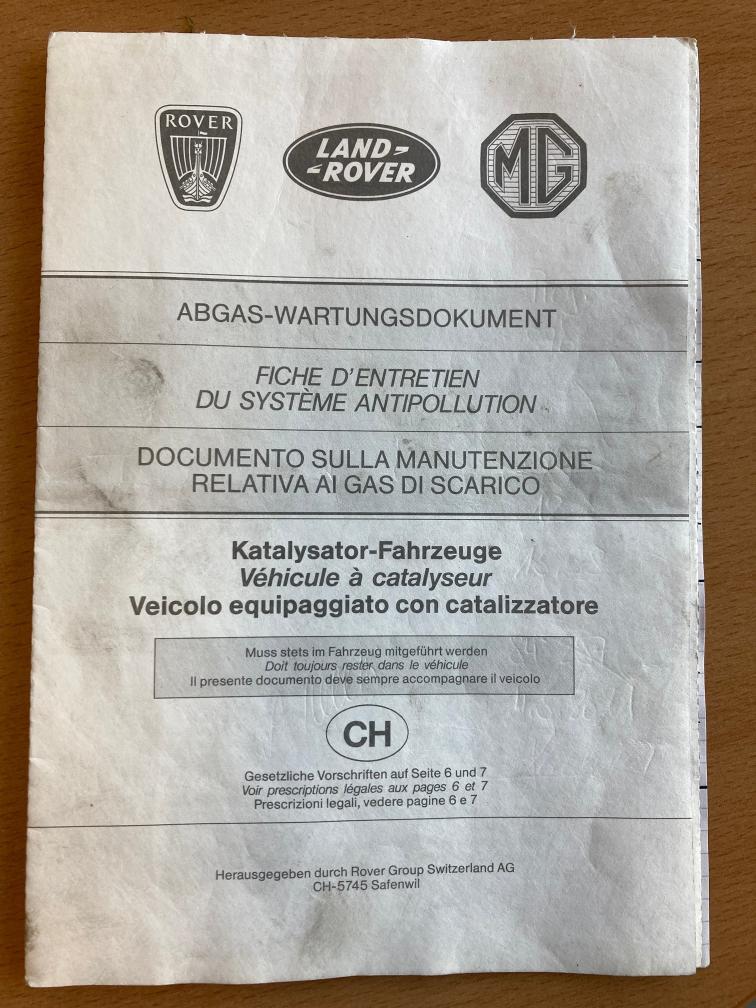 ROVER
LAND-
-ROVER
MG
ABGAS-WARTUNGSDOKUMENT
FICHE D'ENTRETIEN
DU SYSTÈME ANTIPOLLUTION
DOCUMENTO SULLA MANUTENZIONE
RELATIVA AI GAS DI SCARICO
Katalysator-Fahrzeuge
Véhicule à catalyseur
Veicolo equipaggiato con catalizzatore
Muss stets im Fahrzeug mitgeführt werden
Doit toujours rester dans le véhicule
Il presente documento deve sempre accompagnare il veicolo
CH
Gesetzliche Vorschriften auf Seite 6 und 7
Voir prescriptions légales aux pages 6 et 7
Prescrizioni legali, vedere pagine 6 e 7
Herausgegeben durch Rover Group Switzerland AG
CH-5745 Safenwil